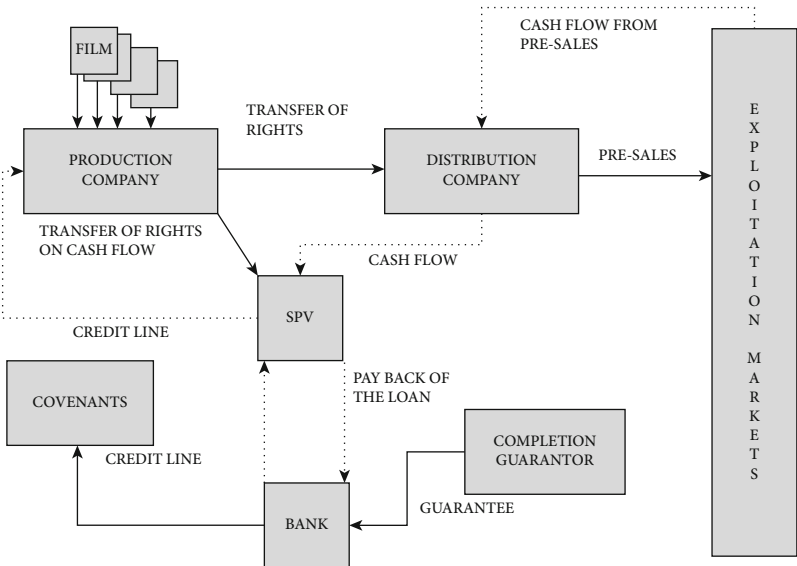 CASH FLOW FROM
PRE-SALES
FILM
TRANSFER OF
RIGHTS
PRODUCTION
COMPANY
DISTRIBUTION
COMPANY
PRE-SALES
EXPLOITATION MARKETS
TRANSFER OF RIGHTS
ON CASH FLOW
CASH FLOW
SPV
CREDIT LINE
PAY BACK OF
THE LOAN
COVENANTS
COMPLETION
GUARANTOR
CREDIT LINE
GUARANTEE
BANK